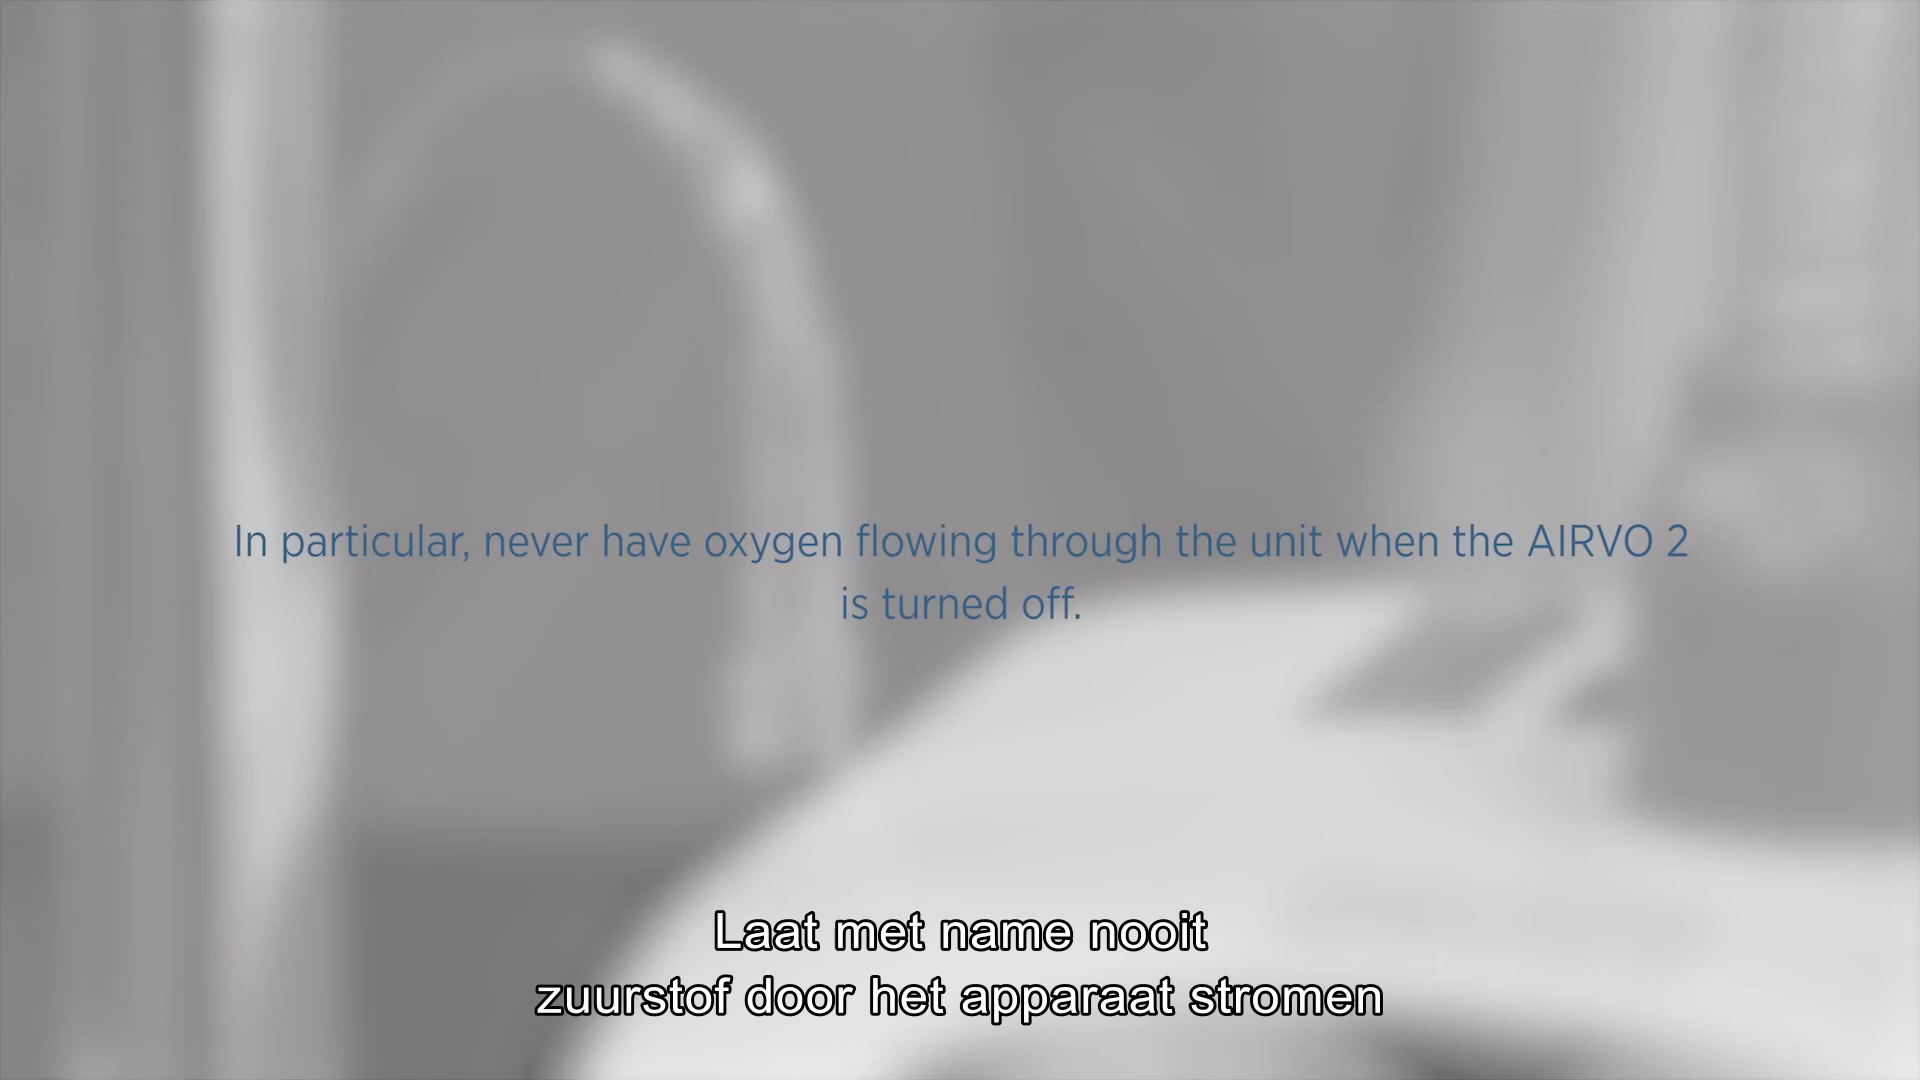 In particular, never have oxygen flowing through the unit when the AIRVO 2
is turned off.
Laat met name nooit
zuurstof door het apparaat stromen